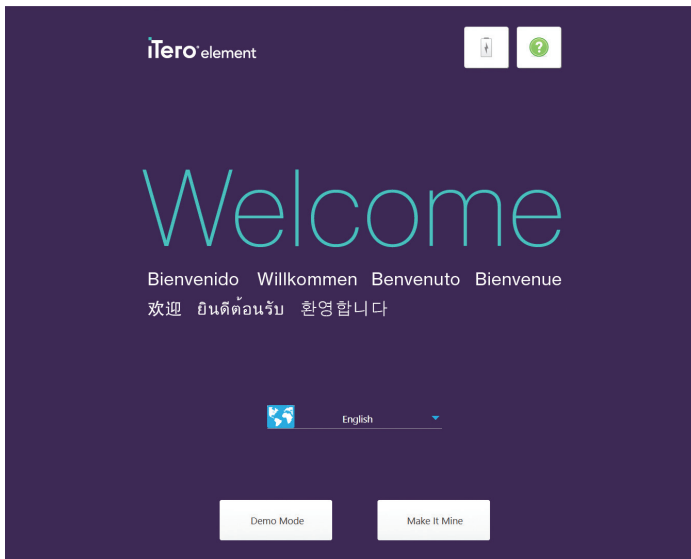 iTero element
?
Welcome
Bienvenido Willkommen Benvenuto Bienvenue
欢迎 ยินดีต้อนรับ 환영합니다
English
Demo Mode Make It Mine